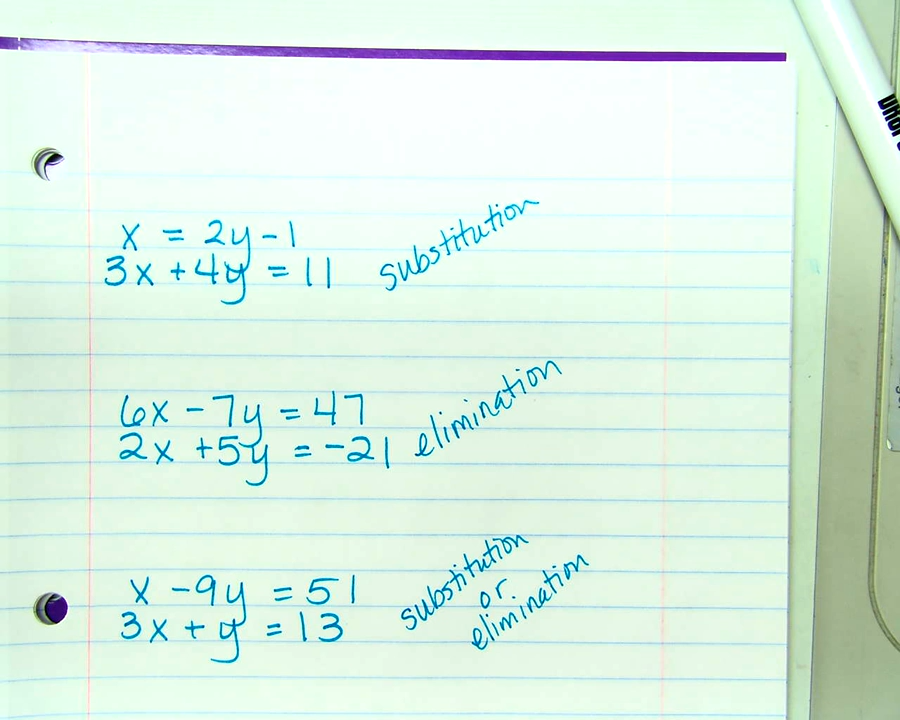 x = 2y - 1
3x + 4y = 11
substitution
6x - 7y = 47
2x + 5y = -21
elimination
x - 9y = 51
3x + y = 13
substitution
or
elimination